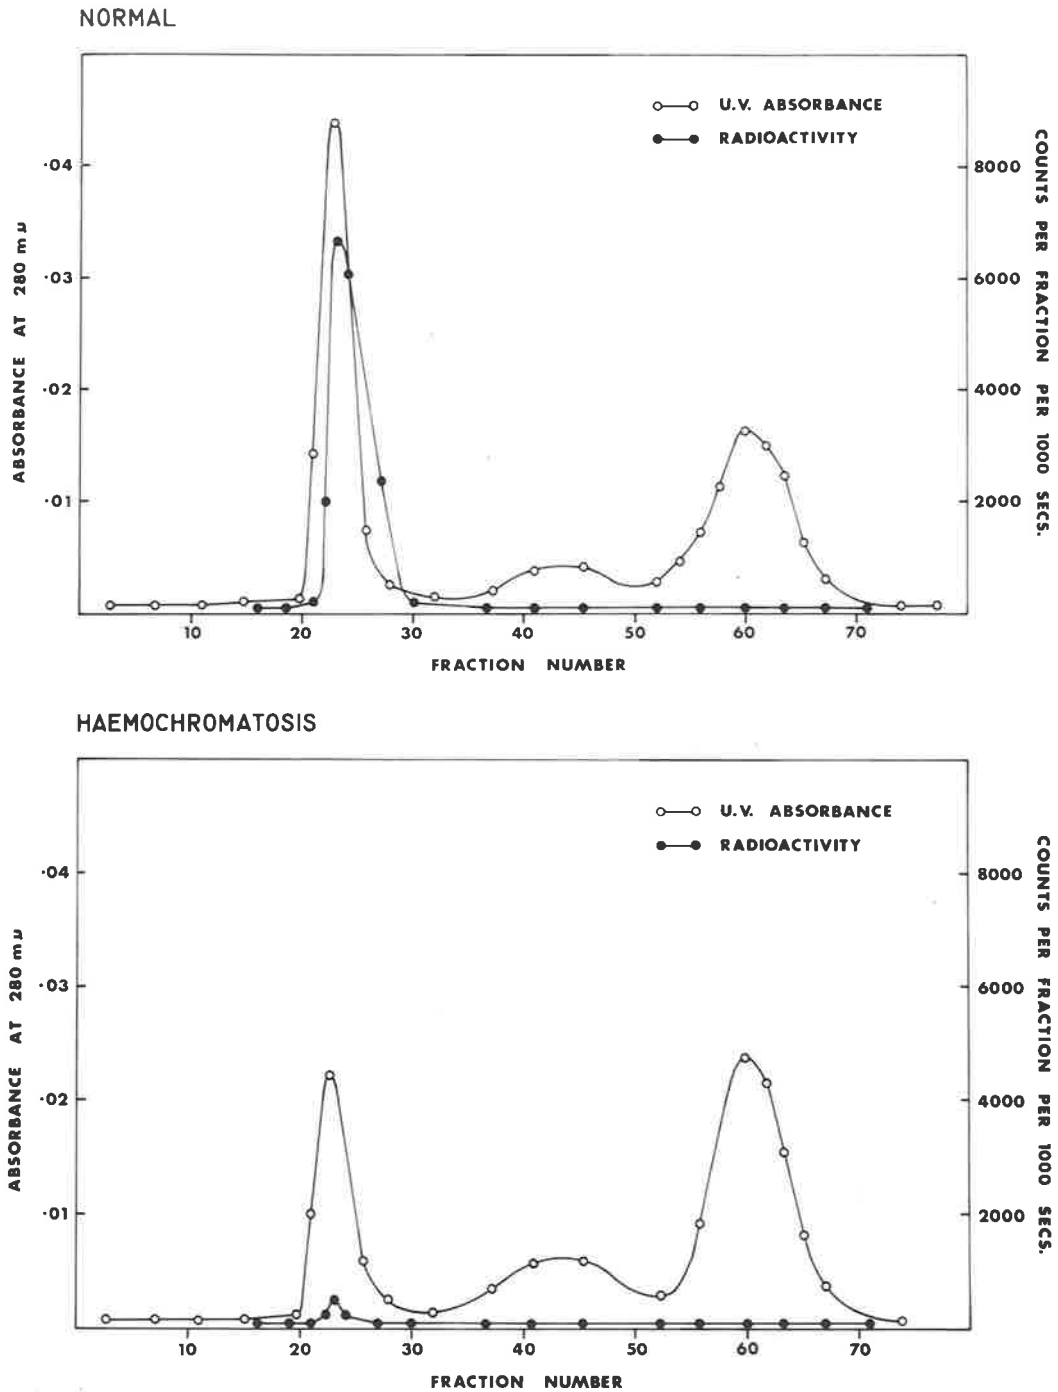 NORMAL
U.V. ABSORBANCE
RADIOACTIVITY
ABSORBANCE AT 280 mμ
·04
·03
·02
·01
8000
6000
4000
2000
COUNTS PER FRACTION PER 1000 SECS.
10 20 30 40 50 60 70
FRACTION NUMBER
HAEMOCHROMATOSIS
U.V. ABSORBANCE
RADIOACTIVITY
ABSORBANCE AT 280 mμ
·04
·03
·02
·01
8000
6000
4000
2000
COUNTS PER FRACTION PER 1000 SECS.
10 20 30 40 50 60 70
FRACTION NUMBER